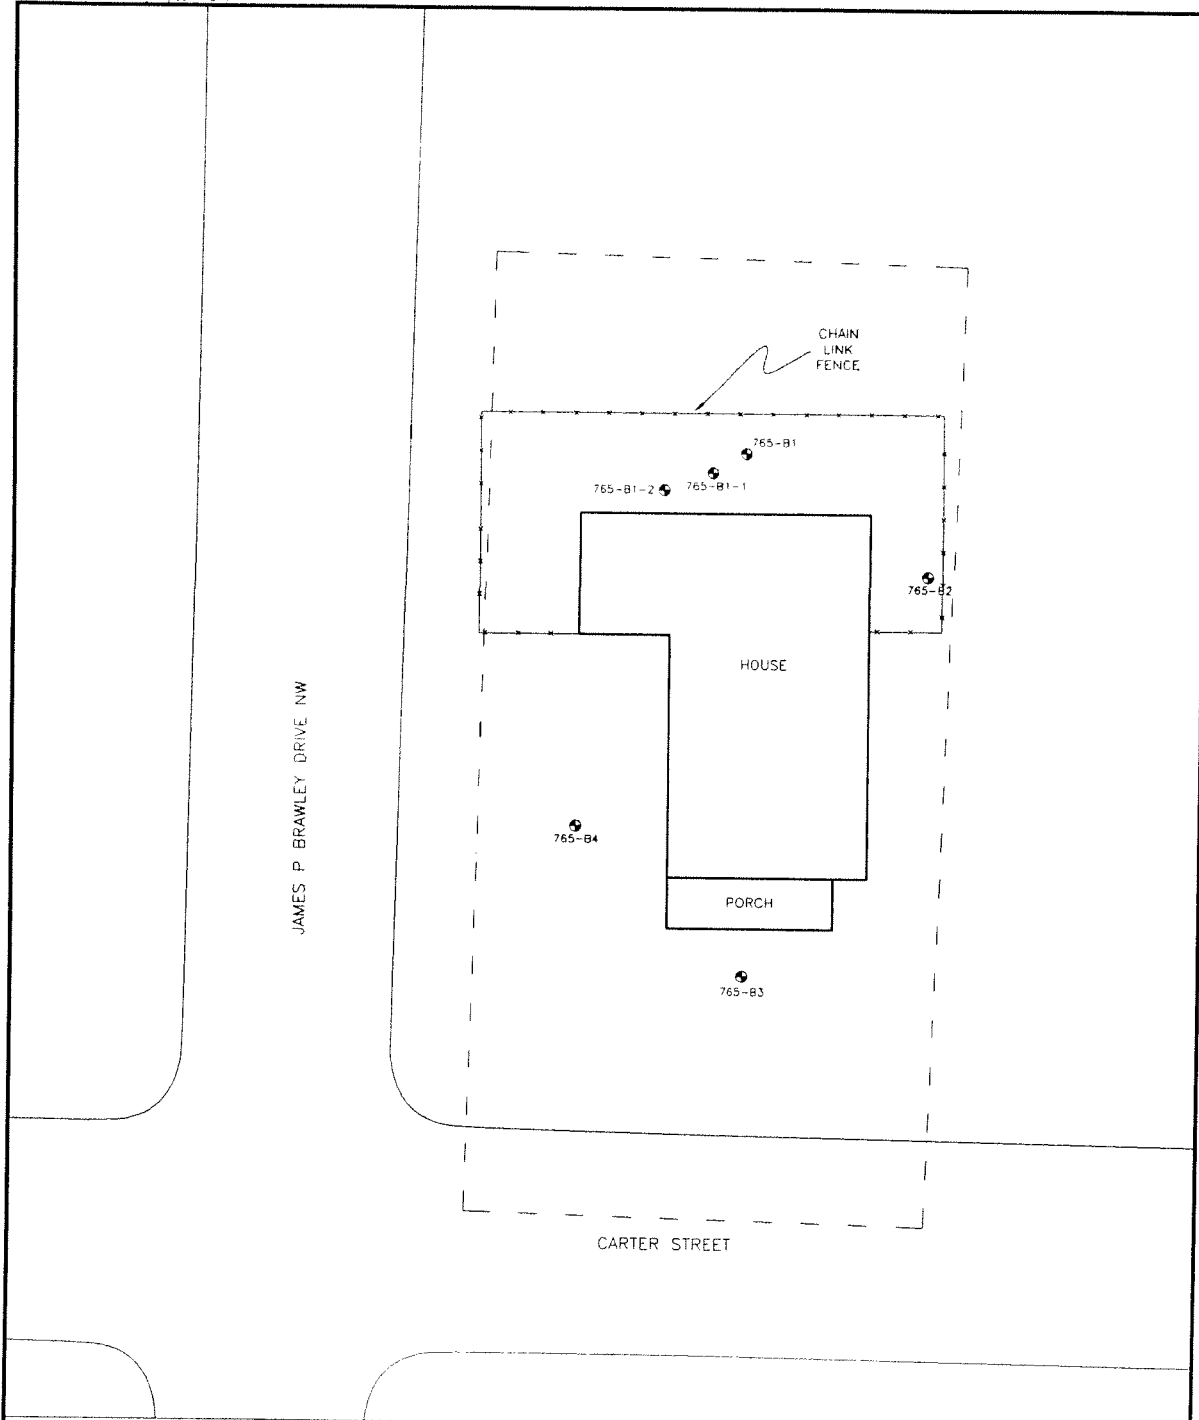 CHAIN
LINK
FENCE
765-B1
765-B1-1
765-B1-2
765-B2
HOUSE
JAMES P BRAWLEY DRIVE NW
765-B4
PORCH
765-B3
CARTER STREET